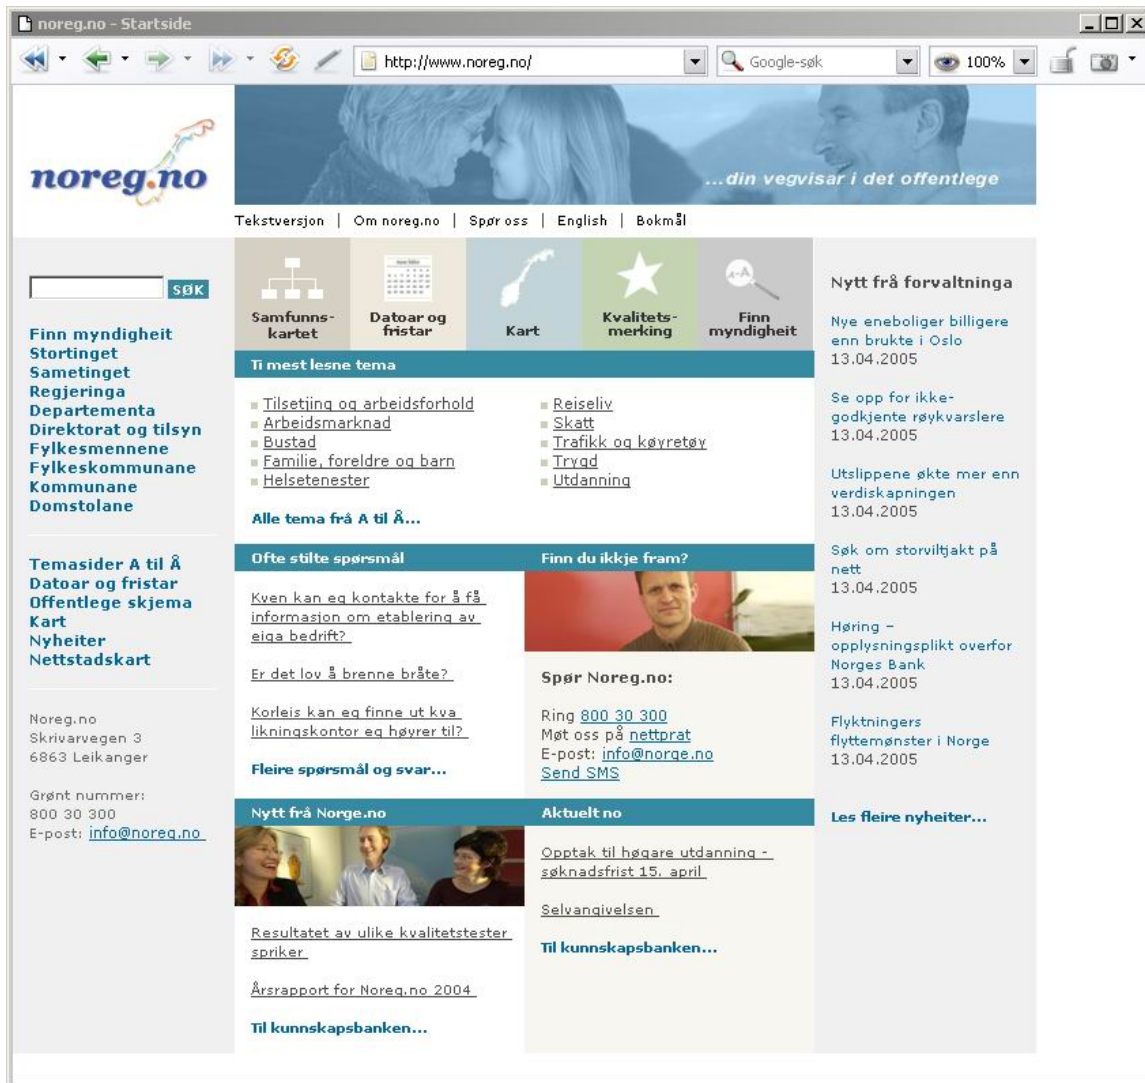 noreg.no - Startside
http://www.noreg.no/
Google-søk
100%
noreg.no
...din vegvisar i det offentlege
Tekstversjon | Om noreg.no | Spør oss | English | Bokmål
SØK
Finn myndigheit
Stortinget
Sametinget
Regjeringa
Departementa
Direktorat og tilsyn
Fylkesmennene
Fylkeskommunane
Kommunane
Domstolane
Temasider A til Å
Datoar og fristar
Offentlege skjema
Kart
Nyheiter
Nettstadskart
Noreg.no
Skrivarvegen 3
6863 Leikanger
Grønt nummer:
800 30 300
E-post: info@noreg.no
Samfunns-
kartet
Datoar og
fristar
Kart
Kvalitets-
merking
A-A
Finn
myndigheit
Ti mest lesne tema
Tilsetjing og arbeidsforhold
Arbeidsmarknad
Bustad
Familie, foreldre og barn
Helsetenester
Reiseliv
Skatt
Trafikk og køyretøy
Trygd
Utdanning
Alle tema frå A til Å...
Ofte stilte spørsmål
Kven kan eg kontakte for å få
informasjon om etablering av
eiga bedrift?
Er det lov å brenne bråte?
Korleis kan eg finne ut kva
likningskontor eg høyrer til?
Fleire spørsmål og svar...
Finn du ikkje fram?
Spør Noreg.no:
Ring 800 30 300
Møt oss på nettprat
E-post: info@norge.no
Send SMS
Nytt frå Norge.no
Resultatet av ulike kvalitetstester
spriker
Årsrapport for Noreg.no 2004
Til kunnskapsbanken...
Aktuelt no
Opptak til høgare utdanning -
søknadsfrist 15. april
Selvangivelsen
Til kunnskapsbanken...
Nytt frå forvaltninga
Nye eneboliger billigere
enn brukte i Oslo
13.04.2005
Se opp for ikke-
godkjente røykvarslere
13.04.2005
Utslippene økte mer enn
verdiskapningen
13.04.2005
Søk om storviltjakt på
nett
13.04.2005
Høring –
opplysningsplikt overfor
Norges Bank
13.04.2005
Flyktningers
flyttemønster i Norge
13.04.2005
Les fleire nyheiter...